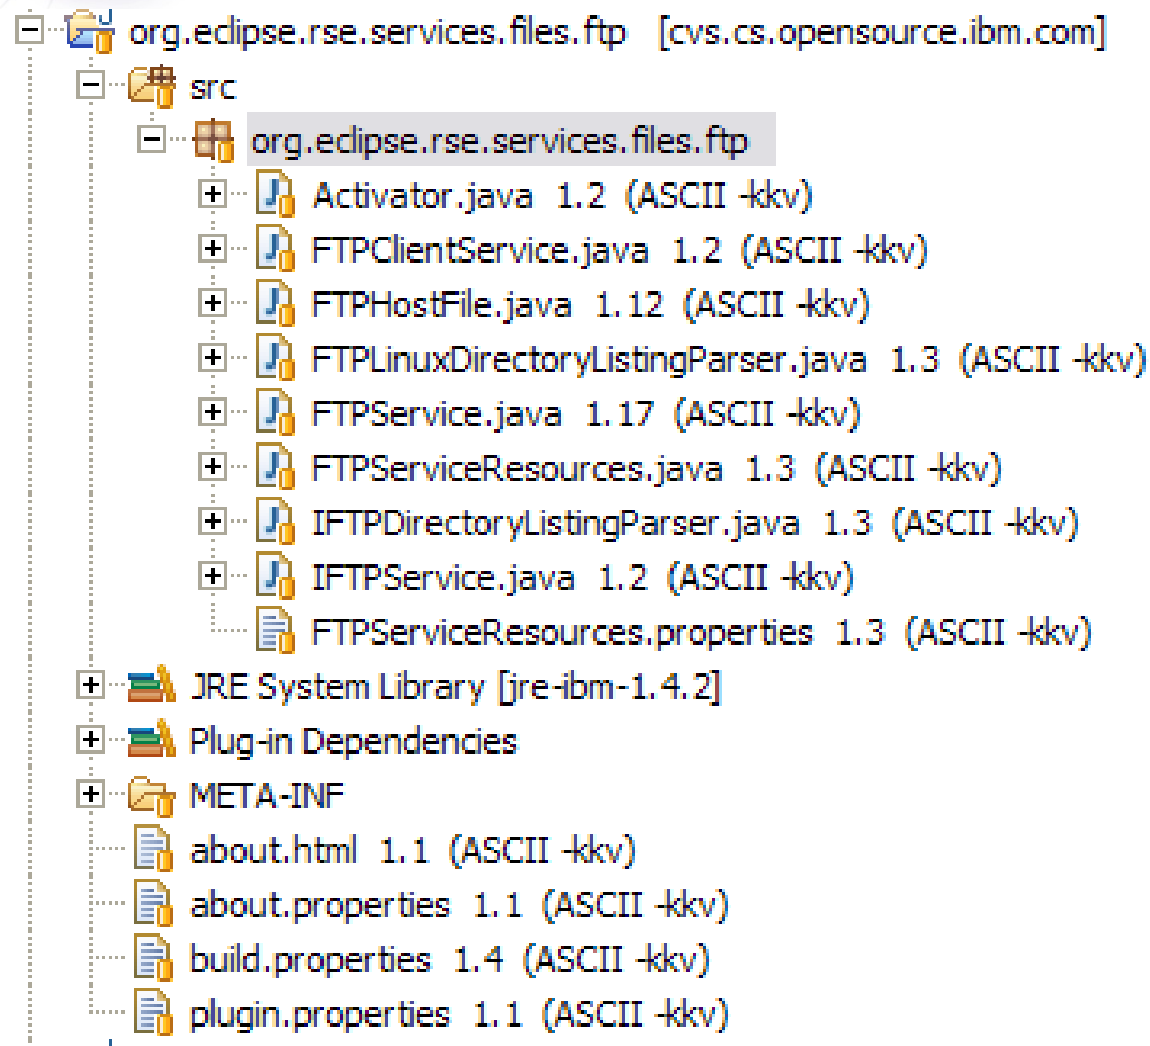 org.eclipse.rse.services.files.ftp [cvs.cs.opensource.ibm.com]
src
org.eclipse.rse.services.files.ftp
Activator.java 1.2 (ASCII -kkv)
FTPClientService.java 1.2 (ASCII -kkv)
FTPHostFile.java 1.12 (ASCII -kkv)
FTPLinuxDirectoryListingParser.java 1.3 (ASCII -kkv)
FTPService.java 1.17 (ASCII -kkv)
FTPServiceResources.java 1.3 (ASCII -kkv)
IFTPDirectoryListingParser.java 1.3 (ASCII -kkv)
IFTPService.java 1.2 (ASCII -kkv)
FTPServiceResources.properties 1.3 (ASCII -kkv)
JRE System Library [jre-ibm-1.4.2]
Plug-in Dependencies
META-INF
about.html 1.1 (ASCII -kkv)
about.properties 1.1 (ASCII -kkv)
build.properties 1.4 (ASCII -kkv)
plugin.properties 1.1 (ASCII -kkv)